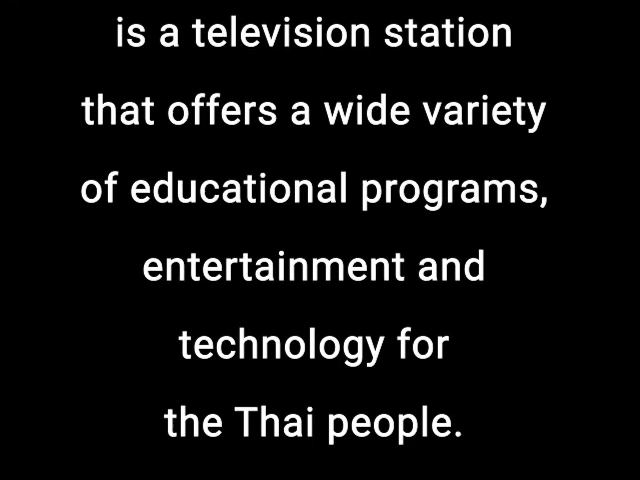 is a television station
that offers a wide variety
of educational programs,
entertainment and
technology for
the Thai people.